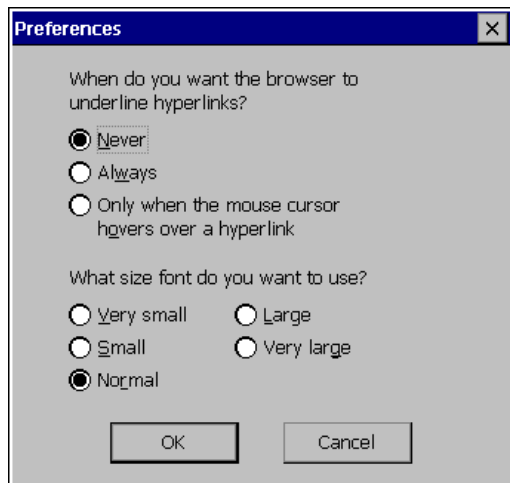 Preferences
When do you want the browser to
underline hyperlinks?
Never
Always
Only when the mouse cursor
hovers over a hyperlink
What size font do you want to use?
Very small
Large
Small
Very large
Normal
OK
Cancel